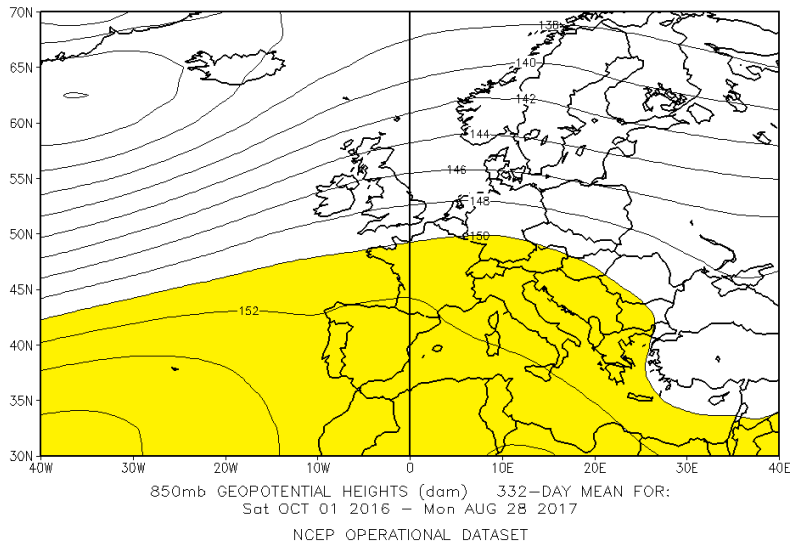 70N
138
65N
140
142
60N
144
55N
146
148
50N
150
45N
152
40N
35N
30N
40W 30W 20W 10W 0 10E 20E 30E 40E
850mb GEOPOTENTIAL HEIGHTS (dam) 332-DAY MEAN FOR:
Sat OCT 01 2016 - Mon AUG 28 2017
NCEP OPERATIONAL DATASET